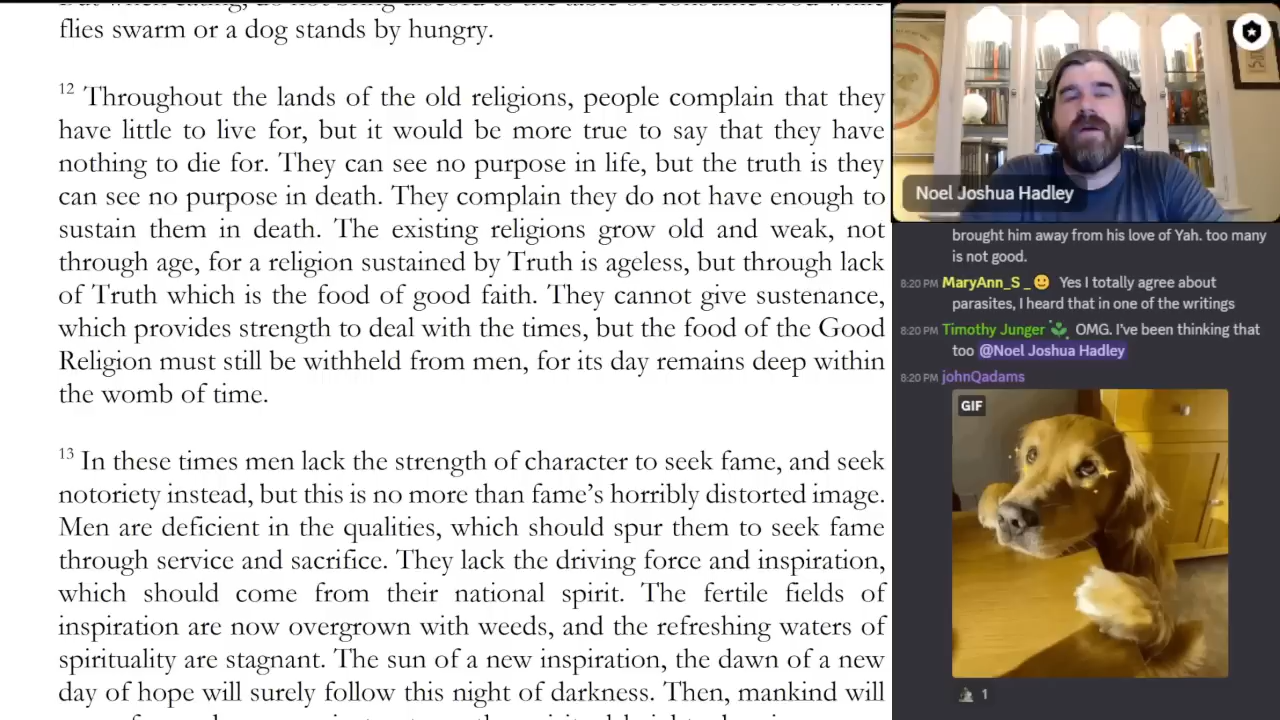 flies swarm or a dog stands by hungry.
12 Throughout the lands of the old religions, people complain that they
have little to live for, but it would be more true to say that they have
nothing to die for. They can see no purpose in life, but the truth is they
can see no purpose in death. They complain they do not have enough to
sustain them in death. The existing religions grow old and weak, not
through age, for a religion sustained by Truth is ageless, but through lack
of Truth which is the food of good faith. They cannot give sustenance,
which provides strength to deal with the times, but the food of the Good
Religion must still be withheld from men, for its day remains deep within
the womb of time.
13 In these times men lack the strength of character to seek fame, and seek
notoriety instead, but this is no more than fame’s horribly distorted image.
Men are deficient in the qualities, which should spur them to seek fame
through service and sacrifice. They lack the driving force and inspiration,
which should come from their national spirit. The fertile fields of
inspiration are now overgrown with weeds, and the refreshing waters of
spirituality are stagnant. The sun of a new inspiration, the dawn of a new
day of hope will surely follow this night of darkness. Then, mankind will
Noel Joshua Hadley
brought him away from his love of Yah. too many
is not good.
8:20 PM MaryAnn_S_ Yes I totally agree about
parasites, I heard that in one of the writings
8:20 PM Timothy Junger OMG. I've been thinking that
too @Noel Joshua Hadley
8:20 PM johnQadams
GIF
1